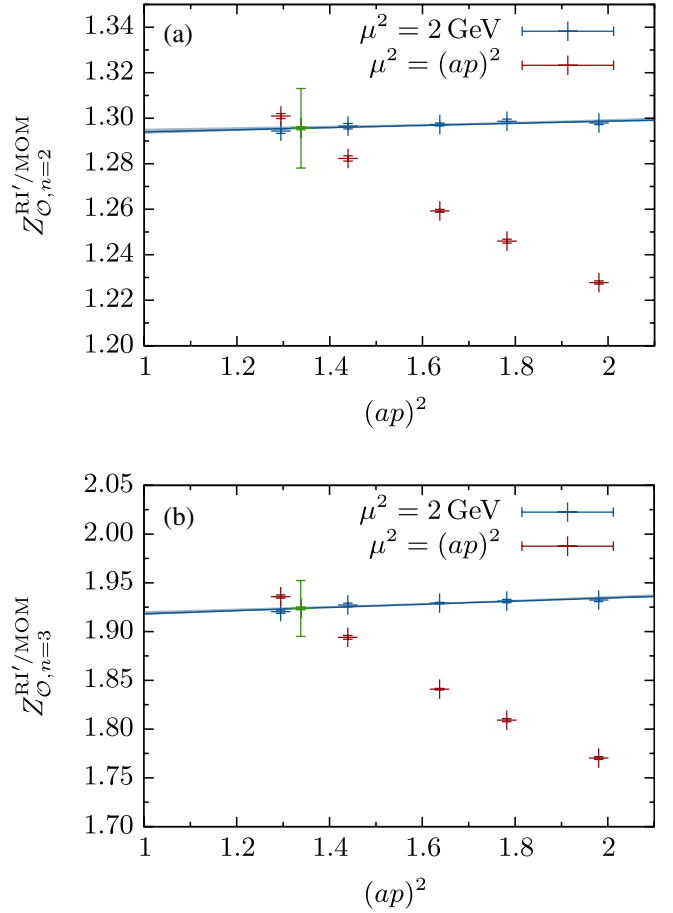 (a)
μ² = 2 GeV
μ² = (ap)²
1.34
1.32
1.30
1.28
1.26
1.24
1.22
1.20
Z^{RI′/MOM}_{𝒪,n=2}
1 1.2 1.4 1.6 1.8 2
(ap)²
(b)
μ² = 2 GeV
μ² = (ap)²
2.05
2.00
1.95
1.90
1.85
1.80
1.75
1.70
Z^{RI′/MOM}_{𝒪,n=3}
1 1.2 1.4 1.6 1.8 2
(ap)²